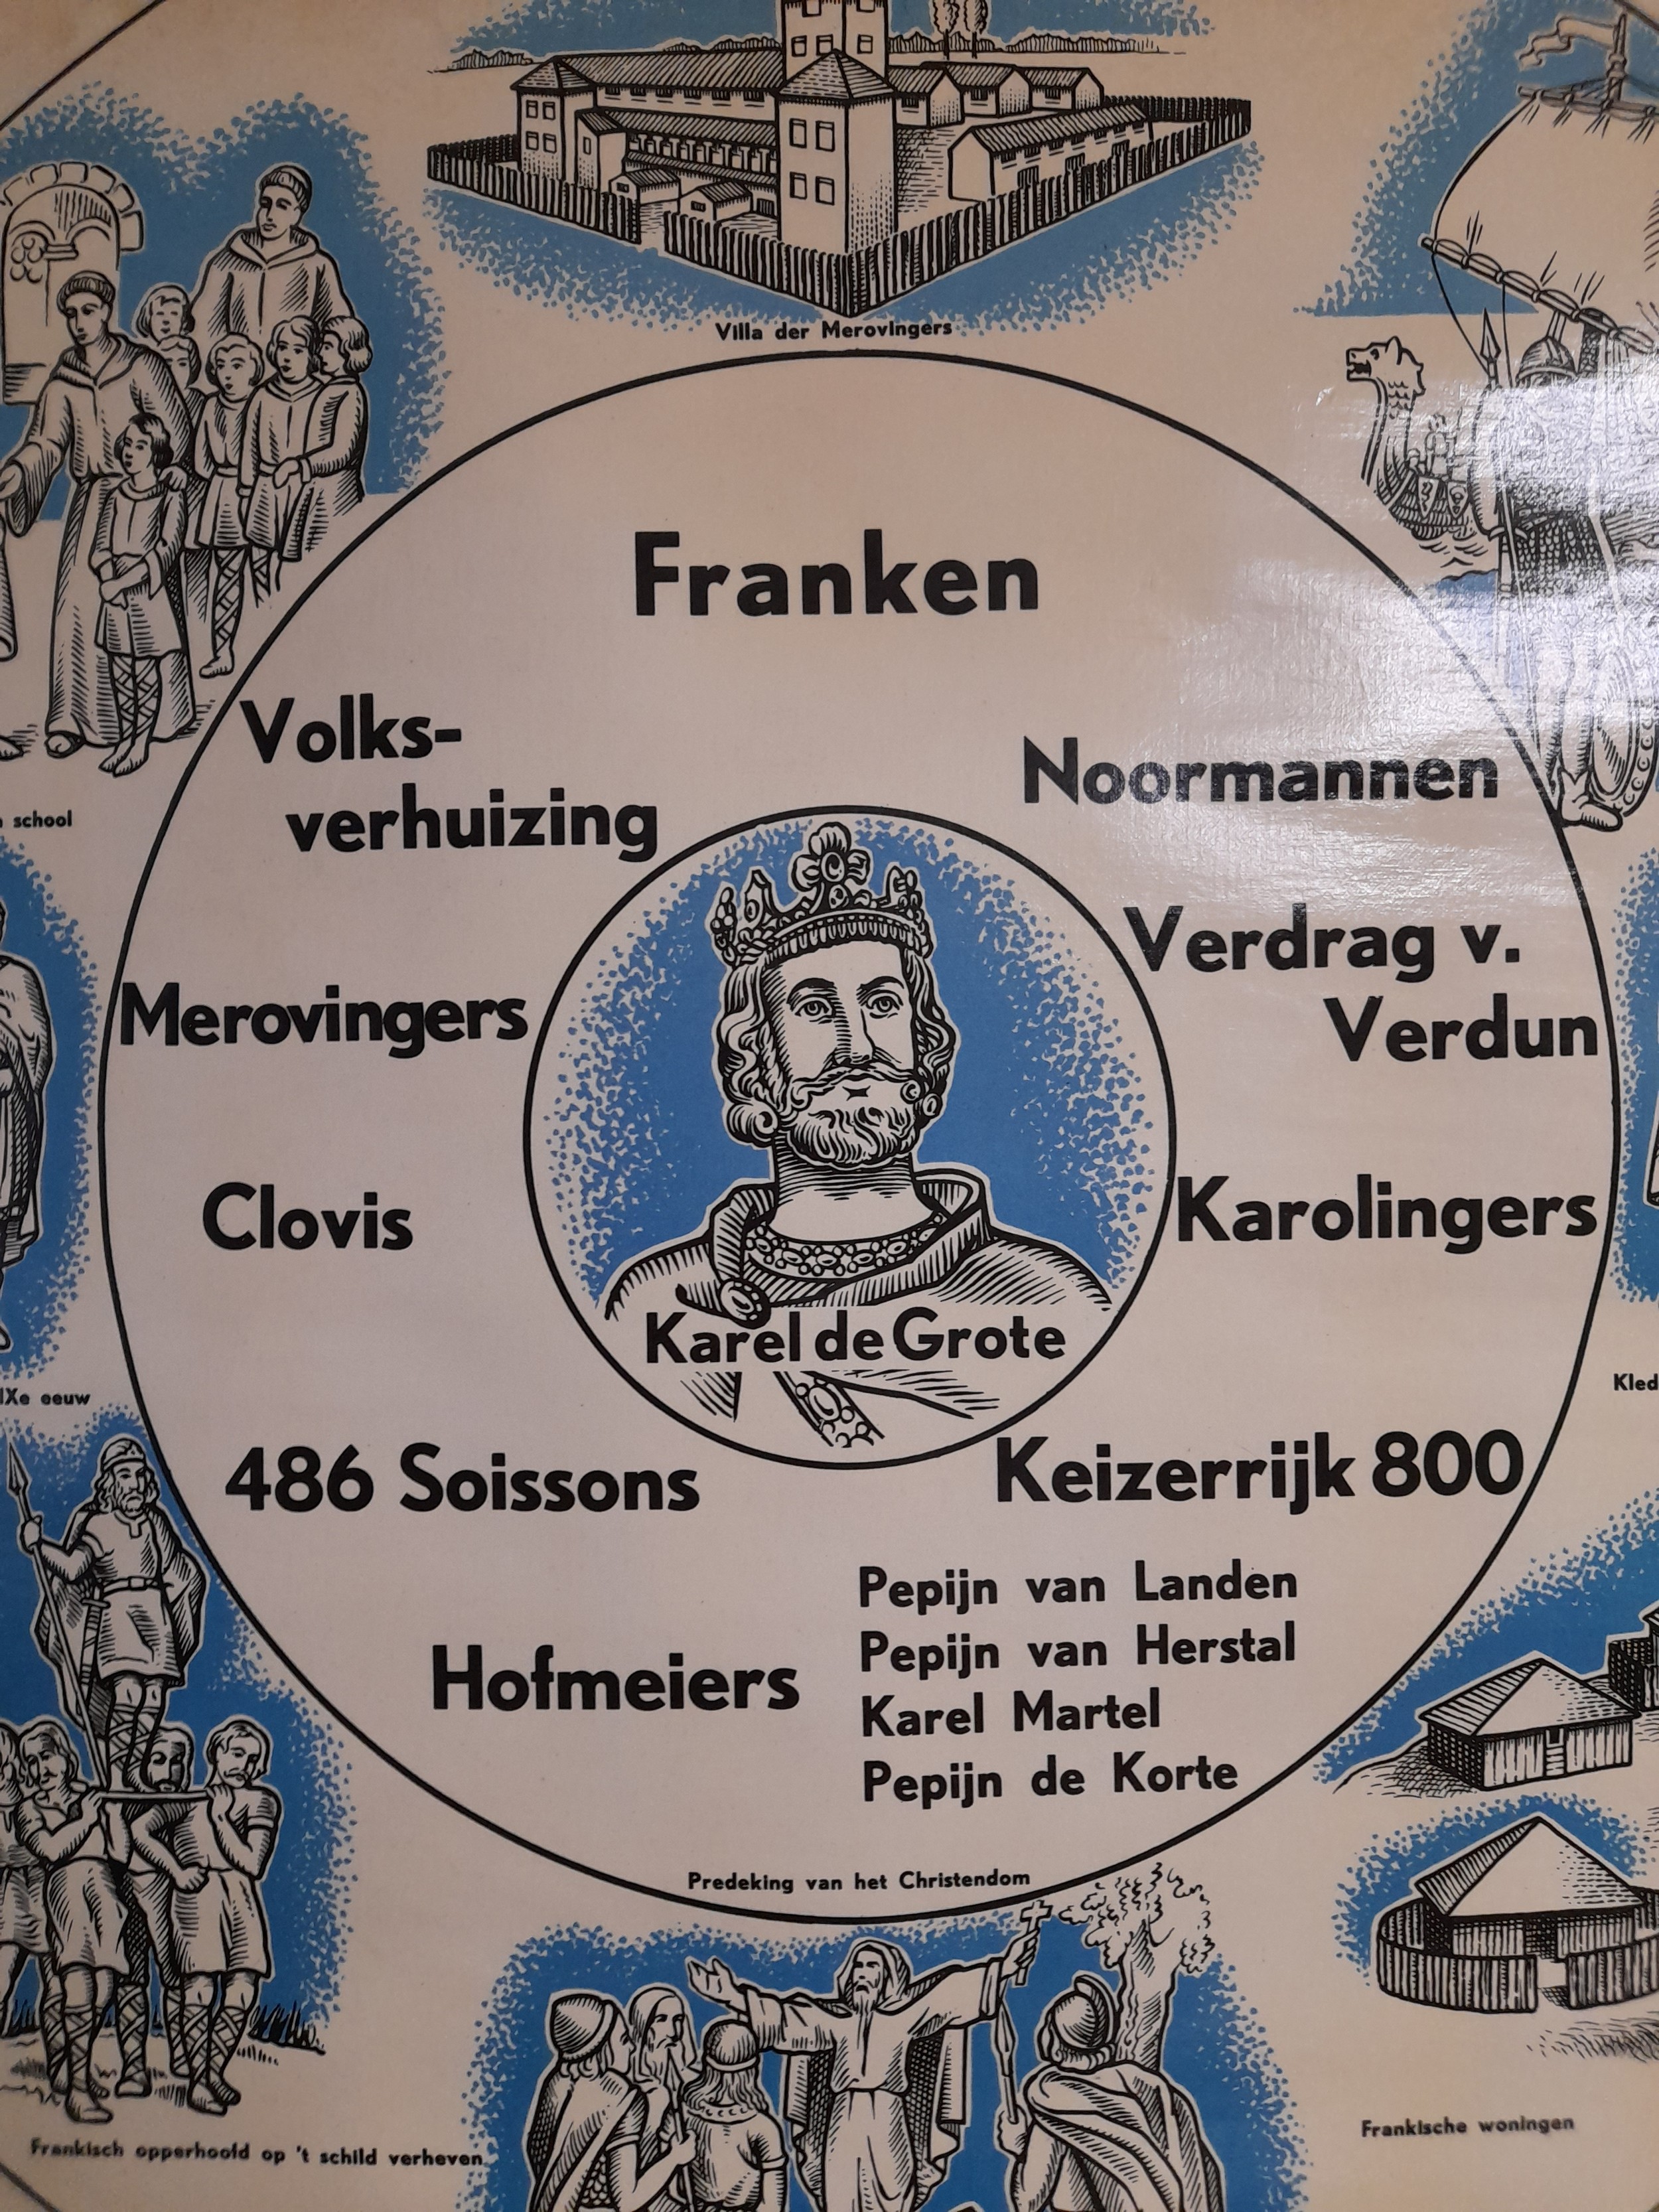 Villa der Merovingers
Franken
Volks-
verhuizing
Noormannen
Verdrag v.
Verdun
Merovingers
Clovis
Karolingers
Karel de Grote
486 Soissons
Keizerrijk 800
Hofmeiers
Pepijn van Landen
Pepijn van Herstal
Karel Martel
Pepijn de Korte
Predeking van het Christendom
school
IXe eeuw
Kled
Frankisch opperhoofd op 't schild verheven
Frankische woningen